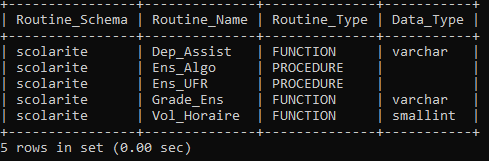 +----------------+--------------+--------------+-----------+
| Routine_Schema | Routine_Name | Routine_Type | Data_Type |
+----------------+--------------+--------------+-----------+
| scolarite      | Dep_Assist   | FUNCTION     | varchar   |
| scolarite      | Ens_Algo     | PROCEDURE    |           |
| scolarite      | Ens_UFR      | PROCEDURE    |           |
| scolarite      | Grade_Ens    | FUNCTION     | varchar   |
| scolarite      | Vol_Horaire  | FUNCTION     | smallint  |
+----------------+--------------+--------------+-----------+
5 rows in set (0.00 sec)